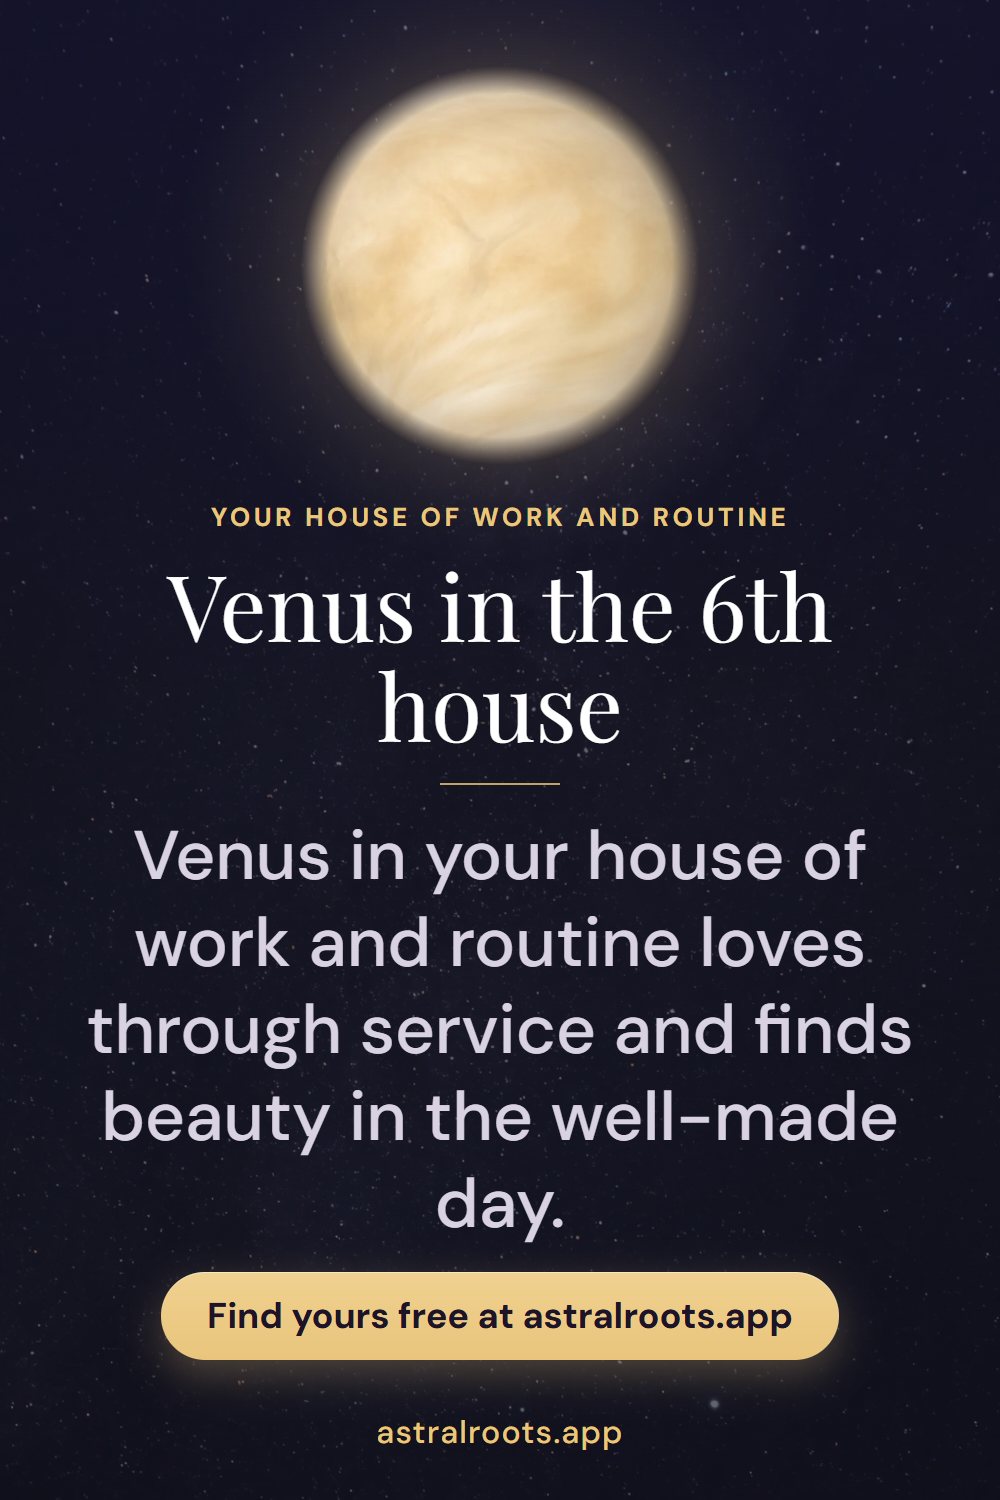 YOUR HOUSE OF WORK AND ROUTINE
Venus in the 6th
house
Venus in your house of
work and routine loves
through service and finds
beauty in the well-made
day.
Find yours free at astralroots.app
astralroots.app